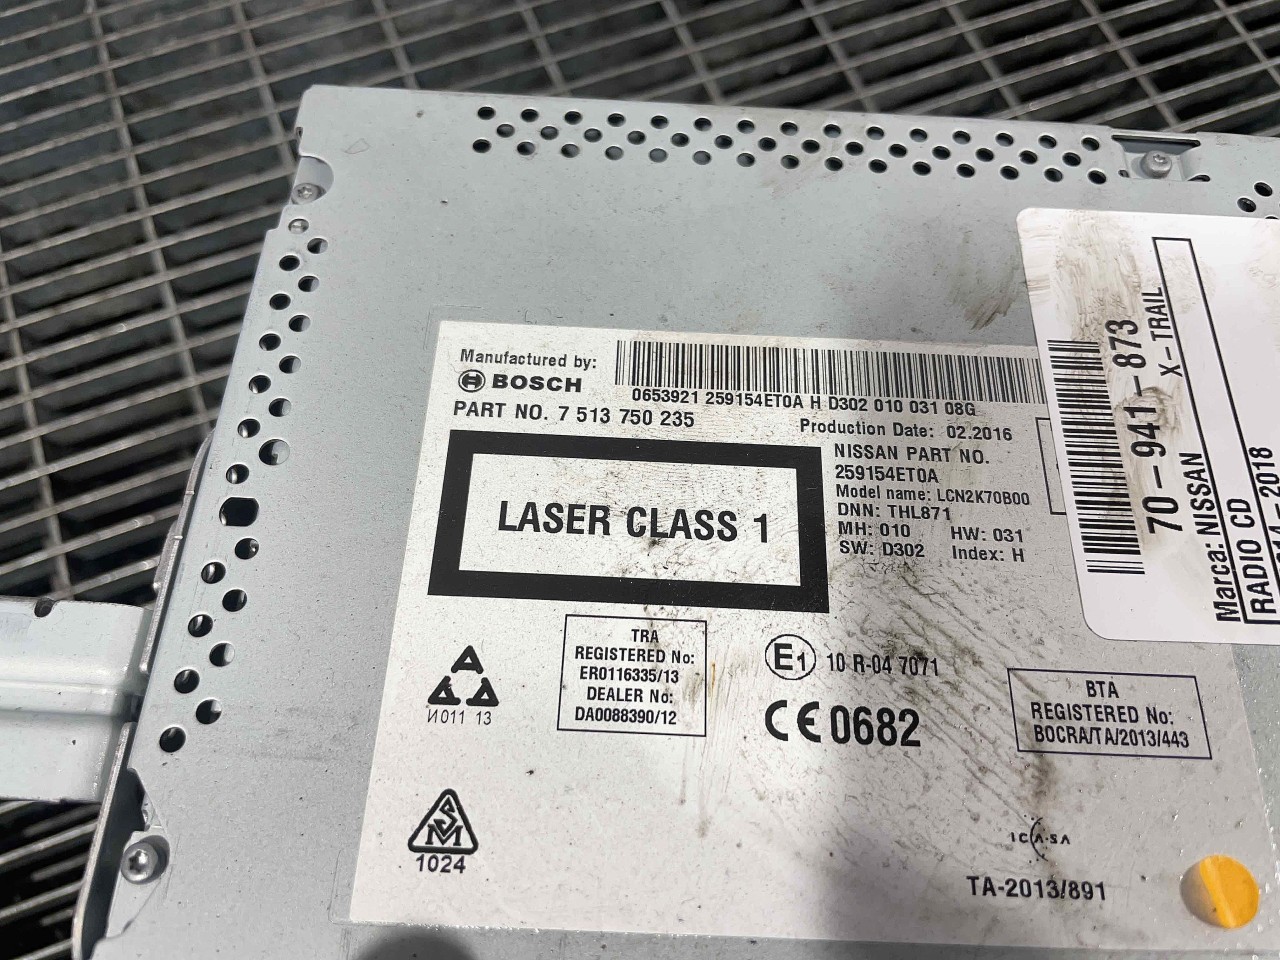 Manufactured by:
BOSCH
0653921 259154ET0A H D302 010 031 08G
PART NO. 7 513 750 235
Production Date: 02.2016
NISSAN PART NO.
259154ET0A
Model name: LCN2K70B00
DNN: THL871
MH: 010 HW: 031
SW: D302 Index: H
LASER CLASS 1
TRA
REGISTERED No:
ER0116335/13
DEALER No:
DA0088390/12
E1 10 R-04 7071
CE 0682
BTA
REGISTERED No:
BOCRA/TA/2013/443
И011 13
SM
1024
ICASA
TA-2013/891
70-941-873
X-TRAIL
Marca: NISSAN
RADIO CD
2018